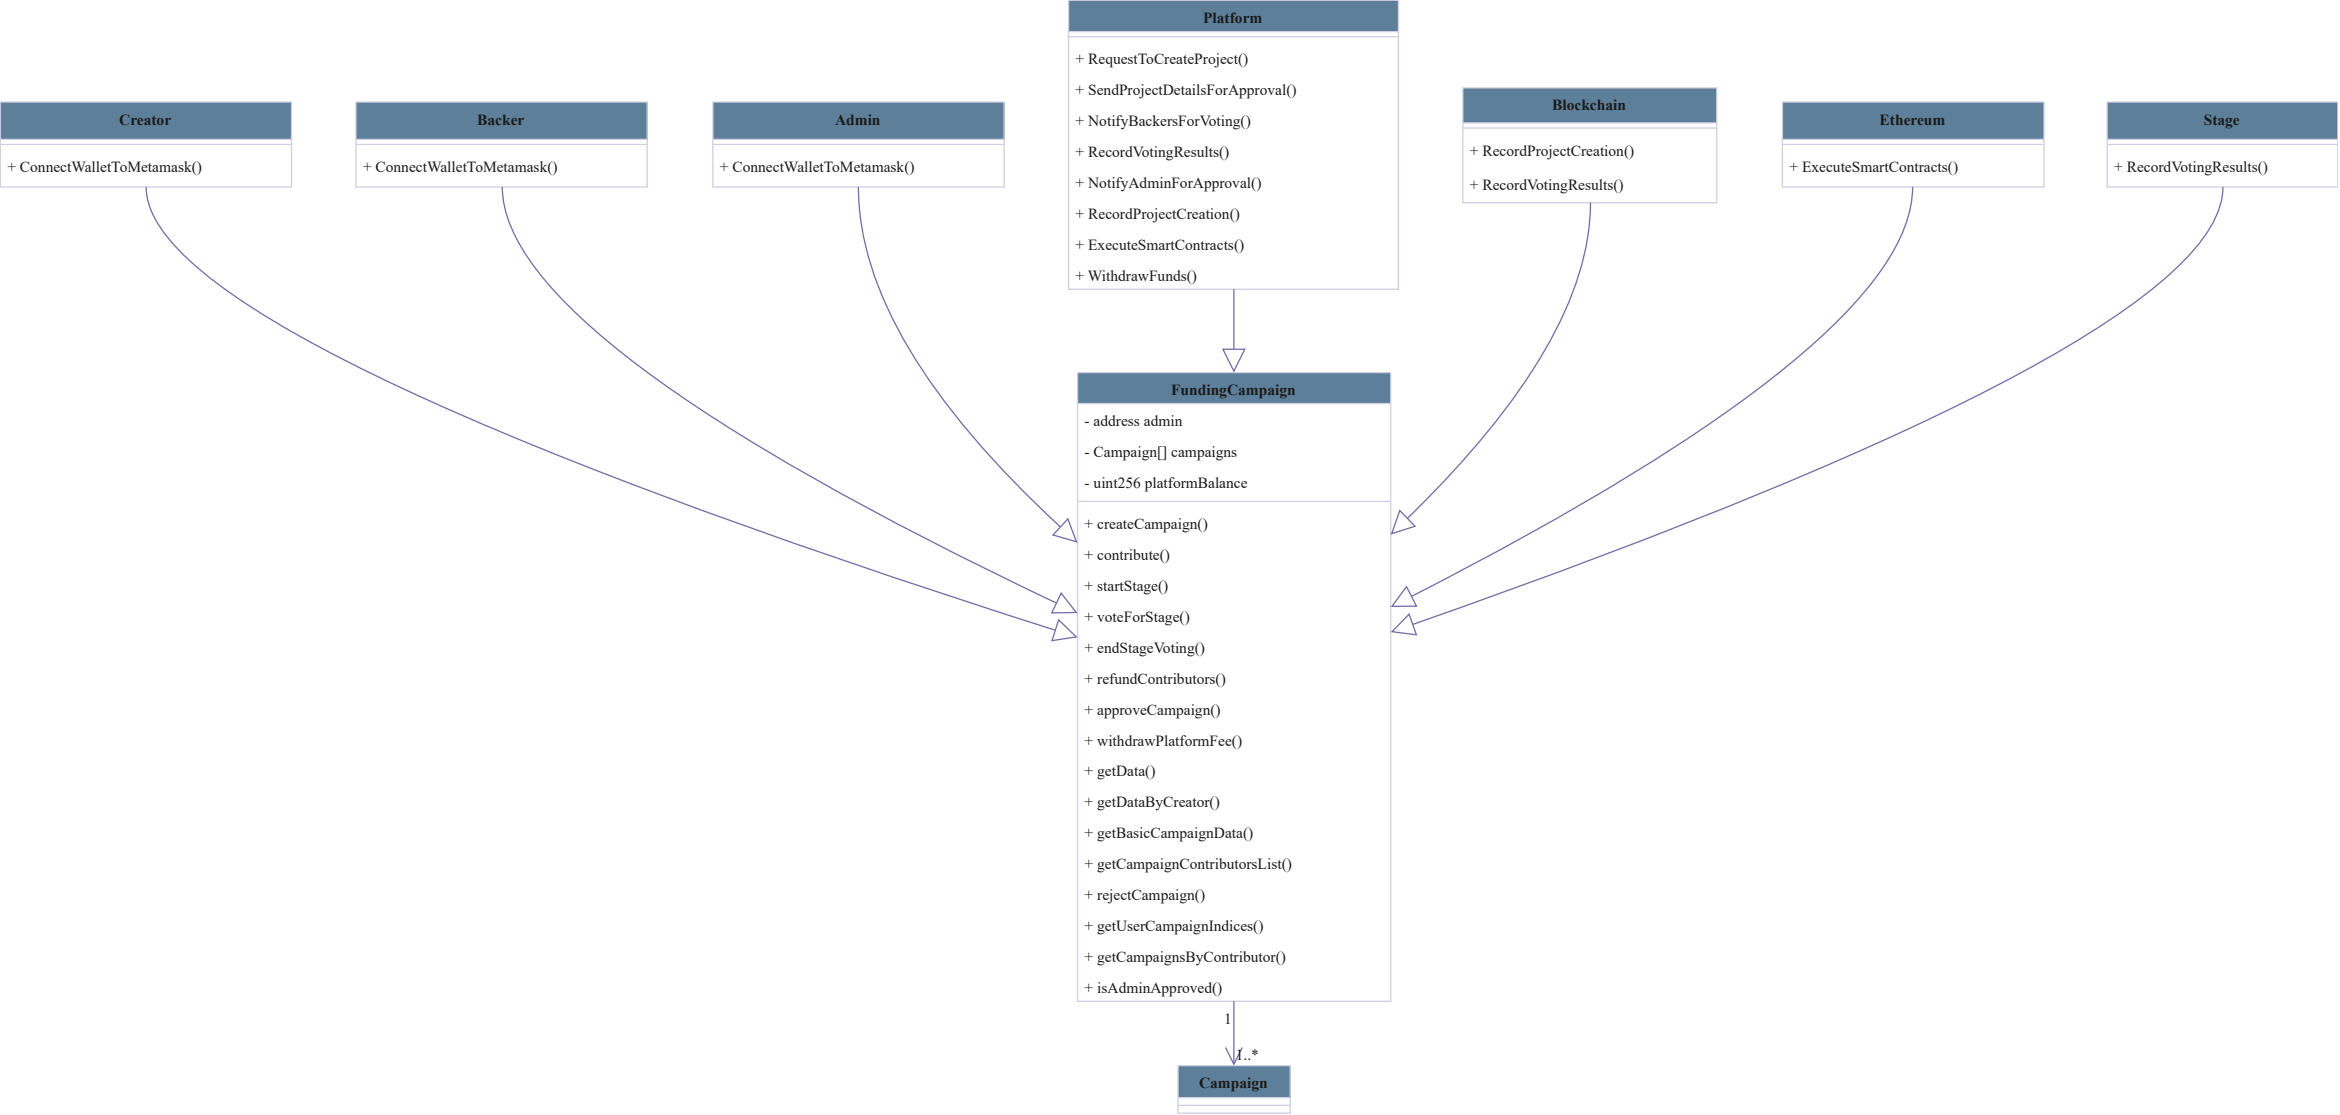 Platform
+ RequestToCreateProject()
+ SendProjectDetailsForApproval()
+ NotifyBackersForVoting()
+ RecordVotingResults()
+ NotifyAdminForApproval()
+ RecordProjectCreation()
+ ExecuteSmartContracts()
+ WithdrawFunds()
Creator
+ ConnectWalletToMetamask()
Backer
+ ConnectWalletToMetamask()
Admin
+ ConnectWalletToMetamask()
Blockchain
+ RecordProjectCreation()
+ RecordVotingResults()
Ethereum
+ ExecuteSmartContracts()
Stage
+ RecordVotingResults()
FundingCampaign
- address admin
- Campaign[] campaigns
- uint256 platformBalance
+ createCampaign()
+ contribute()
+ startStage()
+ voteForStage()
+ endStageVoting()
+ refundContributors()
+ approveCampaign()
+ withdrawPlatformFee()
+ getData()
+ getDataByCreator()
+ getBasicCampaignData()
+ getCampaignContributorsList()
+ rejectCampaign()
+ getUserCampaignIndices()
+ getCampaignsByContributor()
+ isAdminApproved()
1
1..*
Campaign